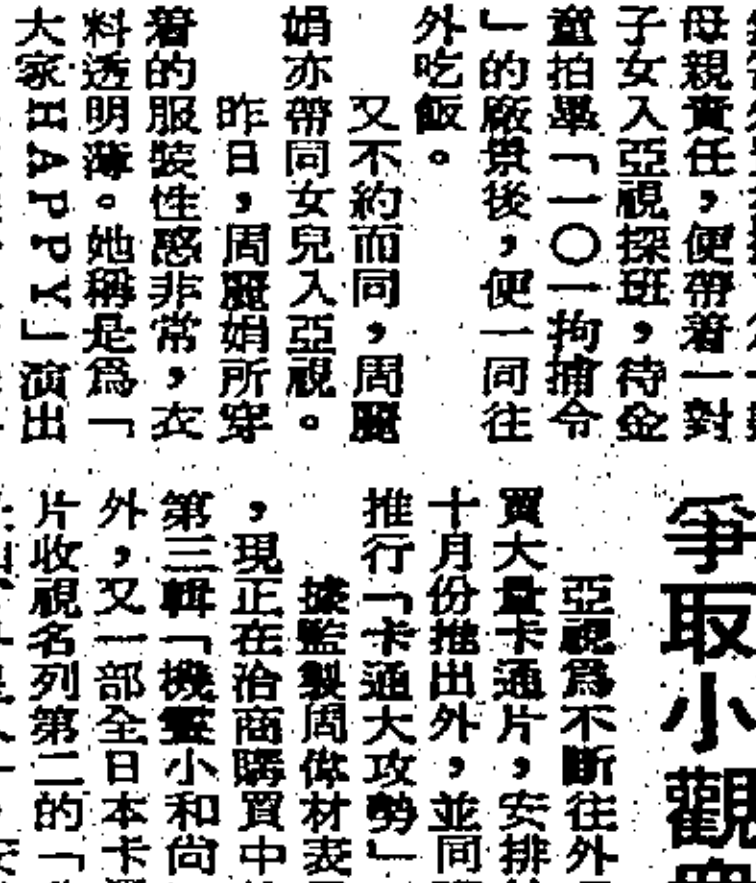 母親責任，便帶着一對
子女入亞視探班，待金
童拍畢「一〇一拘捕令
」的廠景後，便一同往
外吃飯。
又不約而同，周麗
娟亦帶同女兒入亞視。
昨日，周麗娟所穿
着的服裝性感非常，衣
料透明薄。她稱是爲「
大家HAPPY」演出
爭取小觀
亞視爲不斷往外
買大量卡通片，安排
十月份推出外，並同
推行「卡通大攻勢」
據監製周偉材表
，現正在洽商購買中
第三輯「機靈小和尚
外，又一部全日本卡
片收視名列第二的「